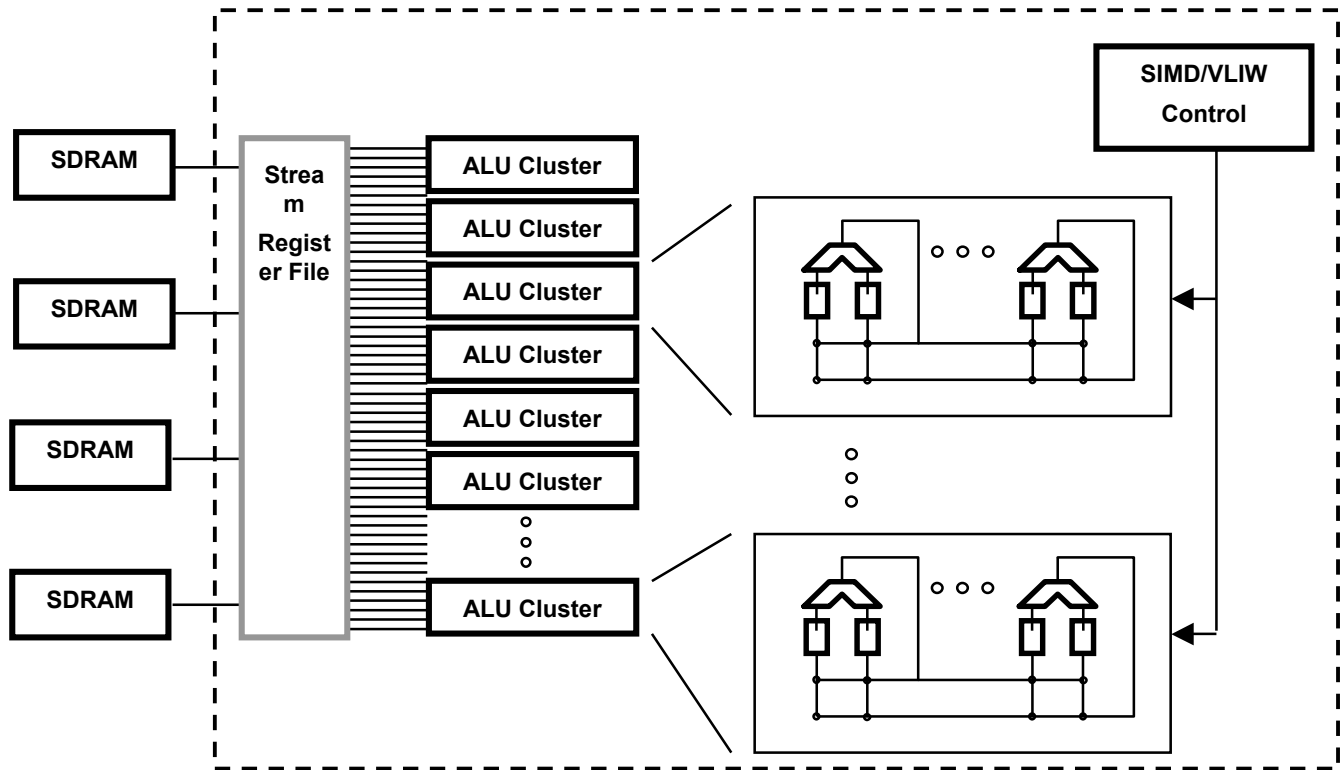 SIMD/VLIW
Control
SDRAM
SDRAM
SDRAM
SDRAM
Strea
m
Regist
er File
ALU Cluster
ALU Cluster
ALU Cluster
ALU Cluster
ALU Cluster
ALU Cluster
ALU Cluster